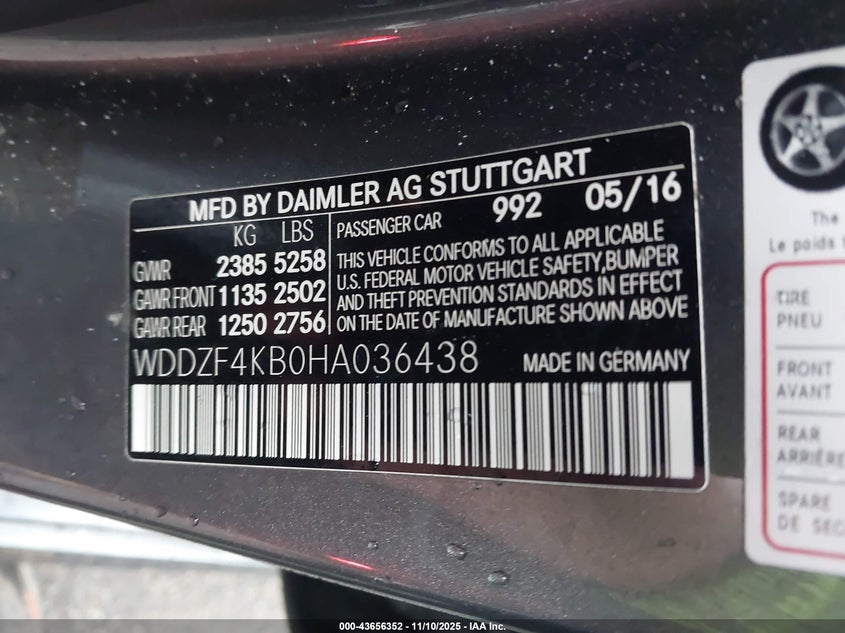 MFD BY DAIMLER AG STUTTGART
KG LBS
GVWR 2385 5258
GAWR FRONT 1135 2502
GAWR REAR 1250 2756
PASSENGER CAR 992 05/16
THIS VEHICLE CONFORMS TO ALL APPLICABLE
U.S. FEDERAL MOTOR VEHICLE SAFETY, BUMPER
AND THEFT PREVENTION STANDARDS IN EFFECT
ON THE DATE OF MANUFACTURE SHOWN ABOVE
WDDZF4KB0HA036438 MADE IN GERMANY
The
Le poids
TIRE
PNEU
FRONT
AVANT
REAR
ARRIÈRE
SPARE
DE
000-43656352 - 11/10/2025 - IAA Inc.